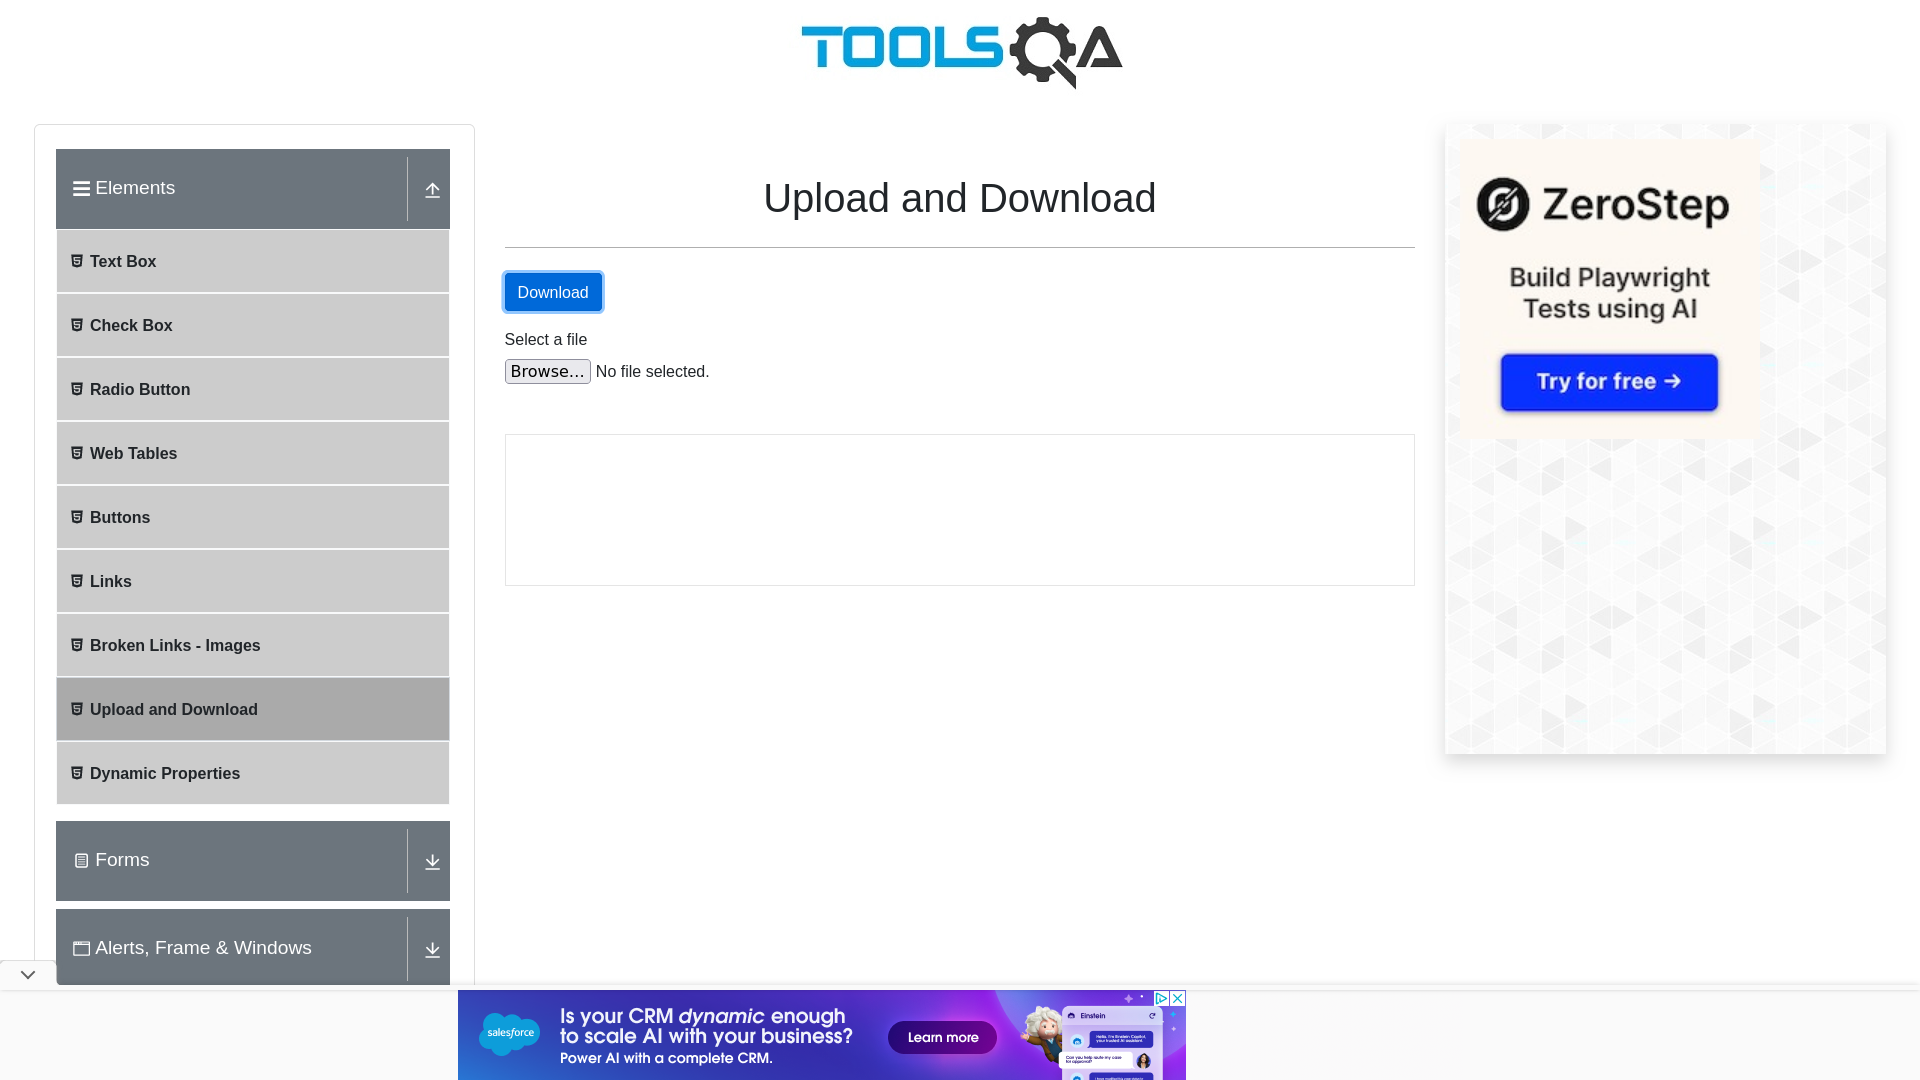 TOOLSQA
Elements
Text Box
Check Box
Radio Button
Web Tables
Buttons
Links
Broken Links - Images
Upload and Download
Dynamic Properties
Forms
Alerts, Frame & Windows
Upload and Download
Download
Select a file
Browse... No file selected.
ZeroStep
Build Playwright
Tests using AI
Try for free →
salesforce
Is your CRM dynamic enough
to scale AI with your business?
Power AI with a complete CRM.
Learn more
Einstein